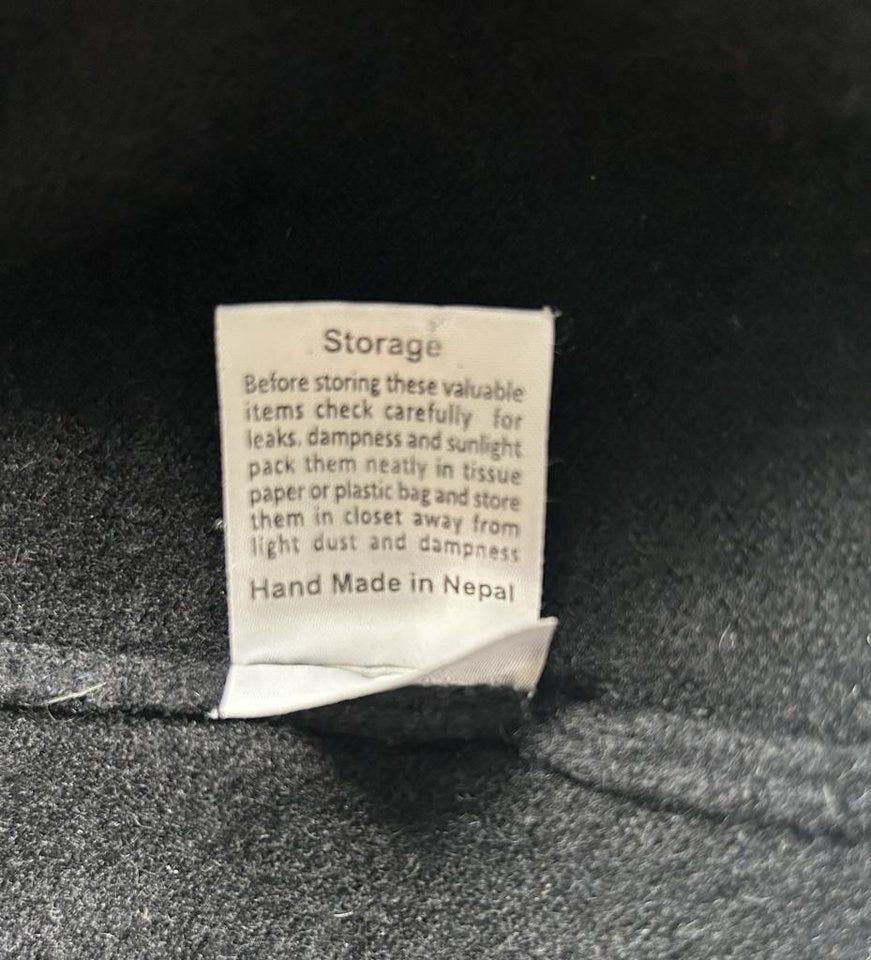 Storage
Before storing these valuable
items check carefully for
leaks. dampness and sunlight
pack them neatly in tissue
paper or plastic bag and store
them in closet away from
light dust and dampness
Hand Made in Nepal